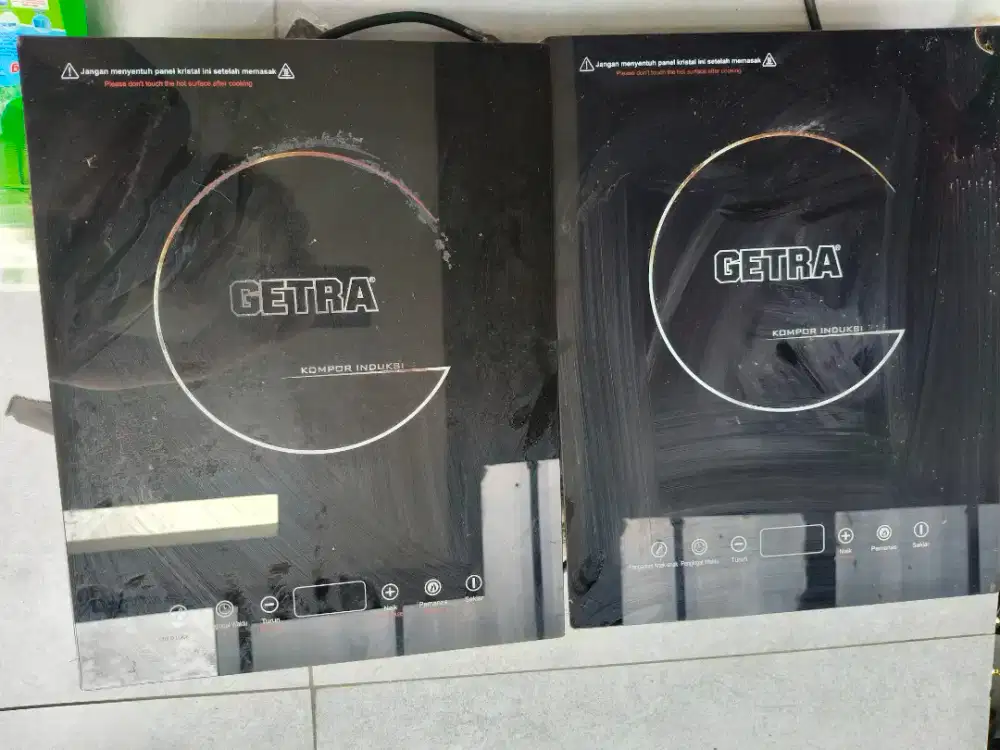 Jangan menyentuh panel kristal ini setelah memasak
Please don't touch the hot surface after cooking
GETRA®
KOMPOR INDUKSI
Turun
Naik
Pemanas
Saklar
Jangan menyentuh panel kristal ini setelah memasak
Please don't touch the hot surface after cooking
GETRA®
KOMPOR INDUKSI
Turun
Naik
Pemanas
Saklar